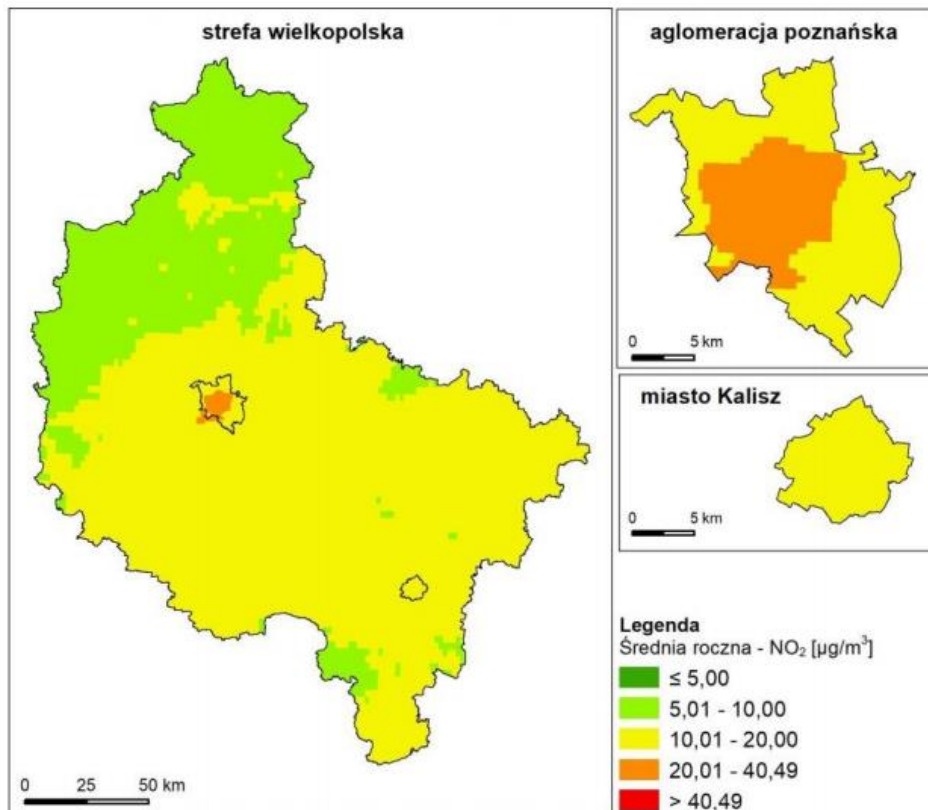 strefa wielkopolska
0 25 50 km
aglomeracja poznańska
0 5 km
miasto Kalisz
0 5 km
Legenda
Średnia roczna - NO₂ [µg/m³]
≤ 5,00
5,01 - 10,00
10,01 - 20,00
20,01 - 40,49
> 40,49